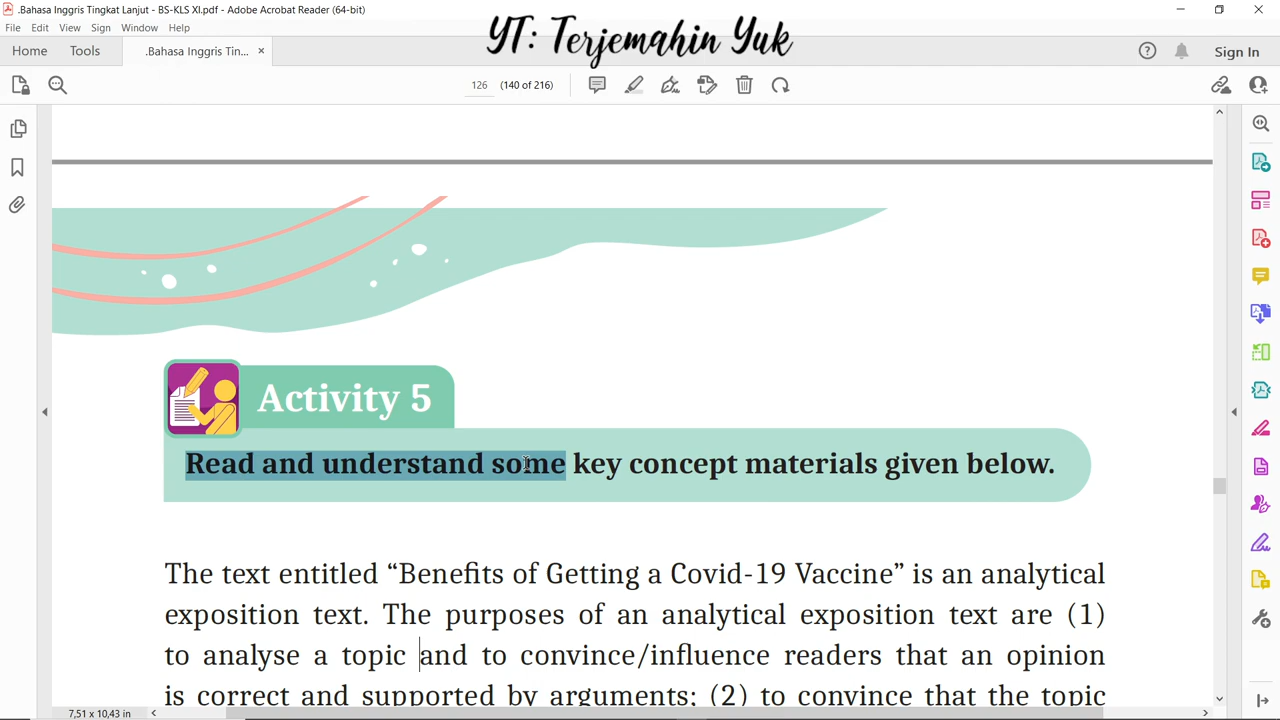 .Bahasa Inggris Tingkat Lanjut - BS-KLS XI.pdf - Adobe Acrobat Reader (64-bit)
File Edit View Sign Window Help
YT: Terjemahin Yuk
Home Tools .Bahasa Inggris Tin... × Sign In
126 (140 of 216)
Activity 5
Read and understand some key concept materials given below.
The text entitled “Benefits of Getting a Covid-19 Vaccine” is an analytical
exposition text. The purposes of an analytical exposition text are (1)
to analyse a topic and to convince/influence readers that an opinion
is correct and supported by arguments; (2) to convince that the topic
7,51 x 10,43 in